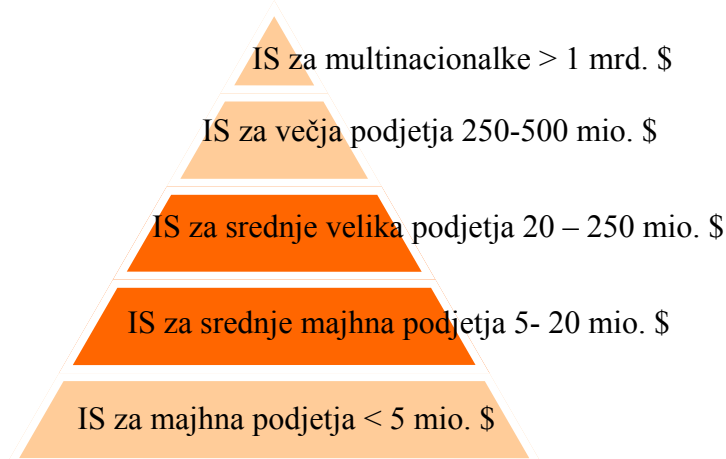 IS za multinacionalke > 1 mrd. $
IS za večja podjetja 250-500 mio. $
IS za srednje velika podjetja 20 – 250 mio. $
IS za srednje majhna podjetja 5- 20 mio. $
IS za majhna podjetja < 5 mio. $